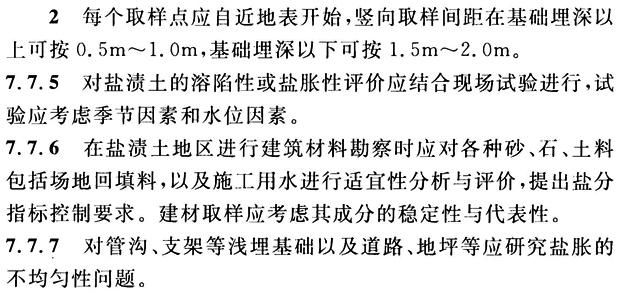 2 每个取样点应自近地表开始,竖向取样间距在基础埋深以
上可按 0.5m～1.0m,基础埋深以下可按 1.5m～2.0m。
7.7.5 对盐渍土的溶陷性或盐胀性评价应结合现场试验进行,试
验应考虑季节因素和水位因素。
7.7.6 在盐渍土地区进行建筑材料勘察时应对各种砂、石、土料
包括场地回填料,以及施工用水进行适宜性分析与评价,提出盐分
指标控制要求。建材取样应考虑其成分的稳定性与代表性。
7.7.7 对管沟、支架等浅埋基础以及道路、地坪等应研究盐胀的
不均匀性问题。